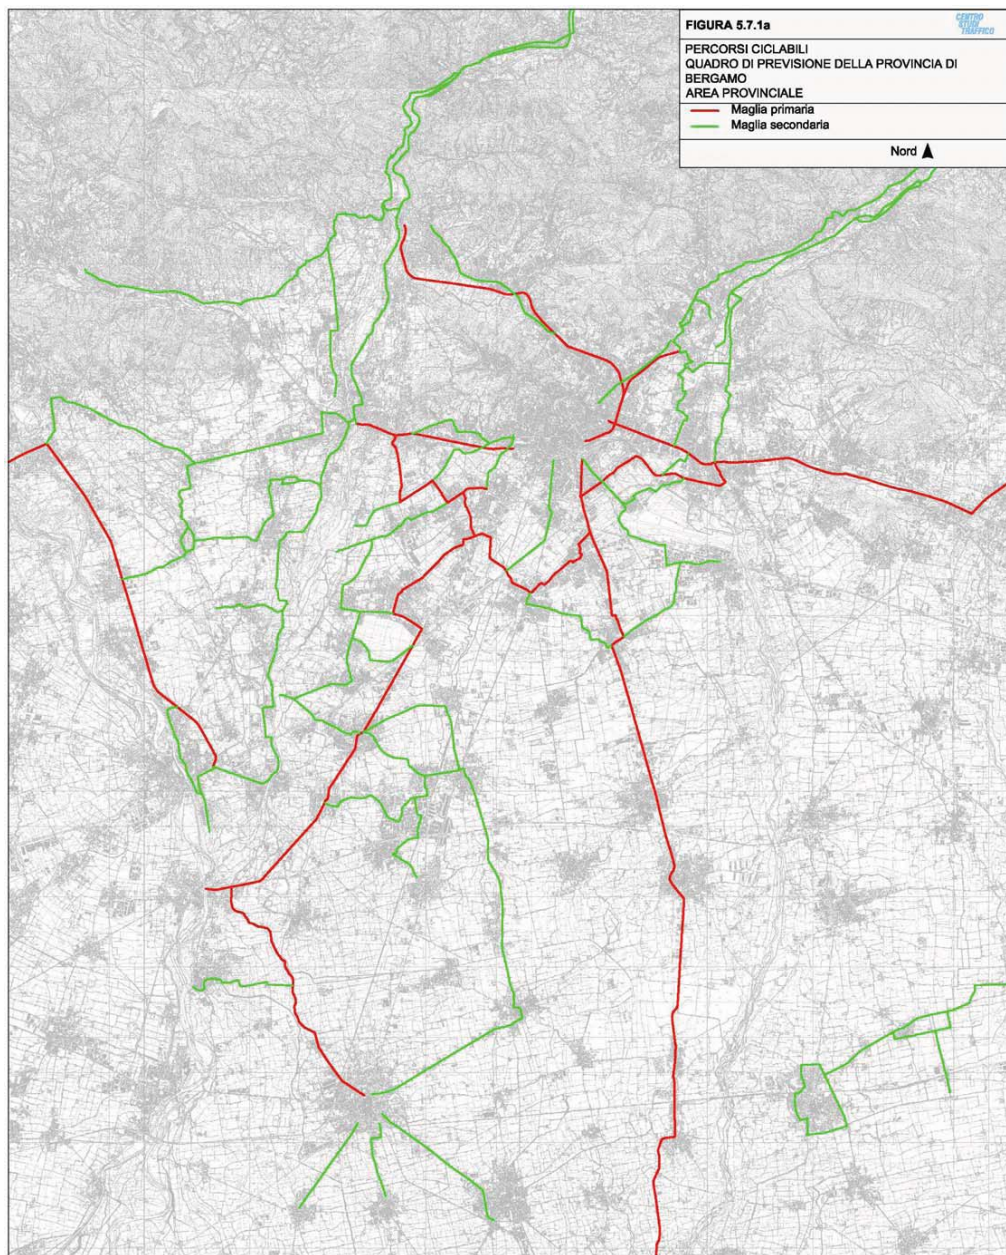 FIGURA 5.7.1a
CENTRO
STUDI
TRAFFICO
PERCORSI CICLABILI
QUADRO DI PREVISIONE DELLA PROVINCIA DI
BERGAMO
AREA PROVINCIALE
Maglia primaria
Maglia secondaria
Nord